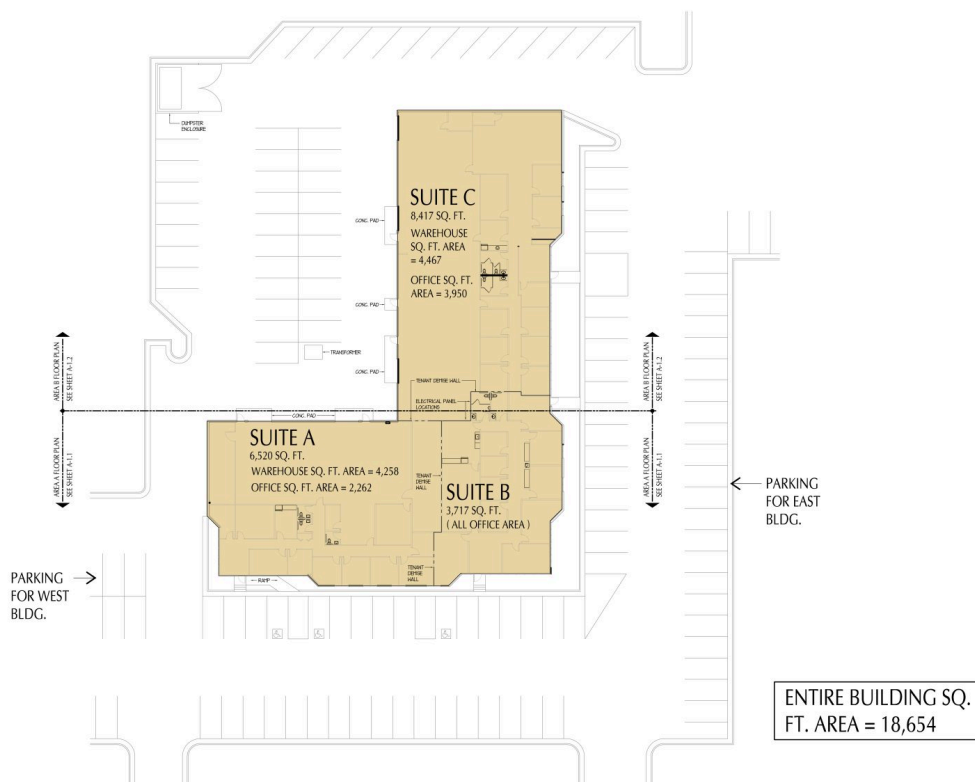 DUMPSTER
ENCLOSURE
SUITE C
8,417 SQ. FT.
WAREHOUSE
SQ. FT. AREA
= 4,467
OFFICE SQ. FT.
AREA = 3,950
CONC. PAD
CONC. PAD
TRANSFORMER
CONC. PAD
AREA B FLOOR PLAN
SEE SHEET A-1.2
AREA B FLOOR PLAN
SEE SHEET A-1.2
TENANT DEMISE WALL
ELECTRICAL PANEL
LOCATIONS
CONC. PAD
AREA A FLOOR PLAN
SEE SHEET A-1.1
AREA A FLOOR PLAN
SEE SHEET A-1.1
SUITE A
6,520 SQ. FT.
WAREHOUSE SQ. FT. AREA = 4,258
OFFICE SQ. FT. AREA = 2,262
TENANT
DEMISE
WALL
SUITE B
3,717 SQ. FT.
( ALL OFFICE AREA )
PARKING
FOR EAST
BLDG.
TENANT
DEMISE
WALL
RAMP
PARKING
FOR WEST
BLDG.
ENTIRE BUILDING SQ.
FT. AREA = 18,654